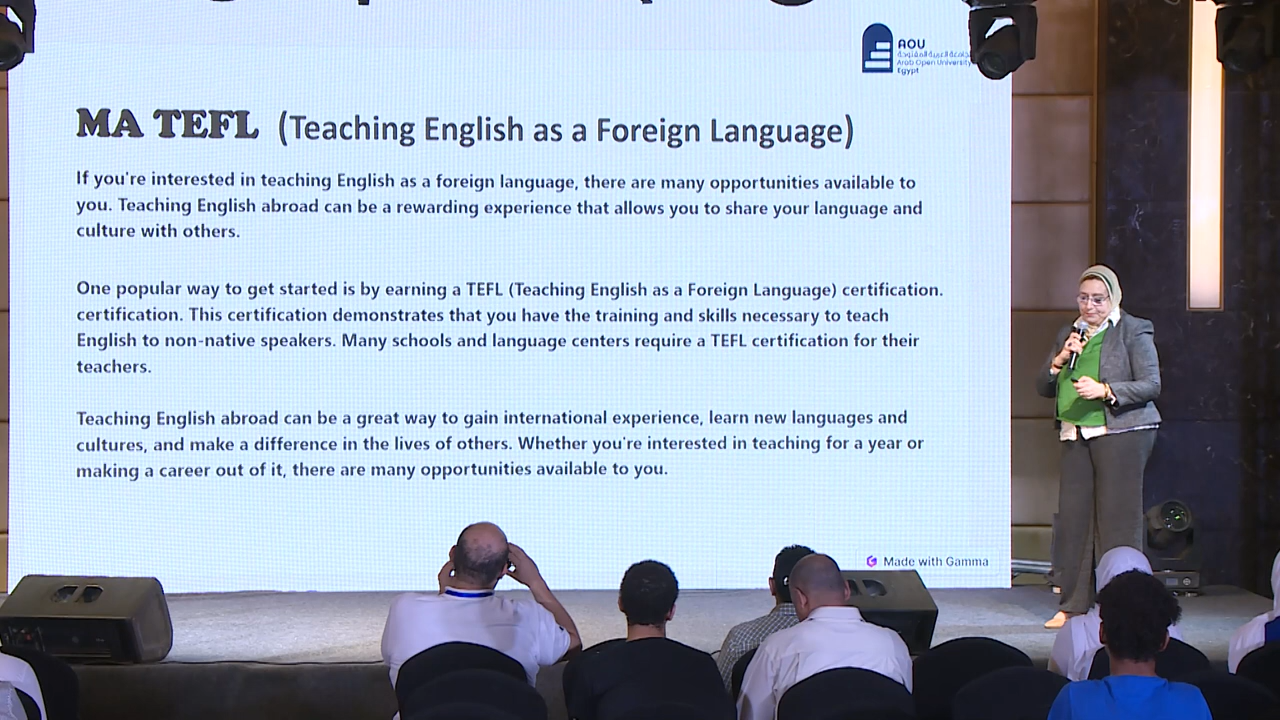 AOU
الجامعة العربية المفتوحة
Arab Open University
Egypt
MA TEFL (Teaching English as a Foreign Language)
If you're interested in teaching English as a foreign language, there are many opportunities available to
you. Teaching English abroad can be a rewarding experience that allows you to share your language and
culture with others.
One popular way to get started is by earning a TEFL (Teaching English as a Foreign Language) certification.
certification. This certification demonstrates that you have the training and skills necessary to teach
English to non-native speakers. Many schools and language centers require a TEFL certification for their
teachers.
Teaching English abroad can be a great way to gain international experience, learn new languages and
cultures, and make a difference in the lives of others. Whether you're interested in teaching for a year or
making a career out of it, there are many opportunities available to you.
Made with Gamma